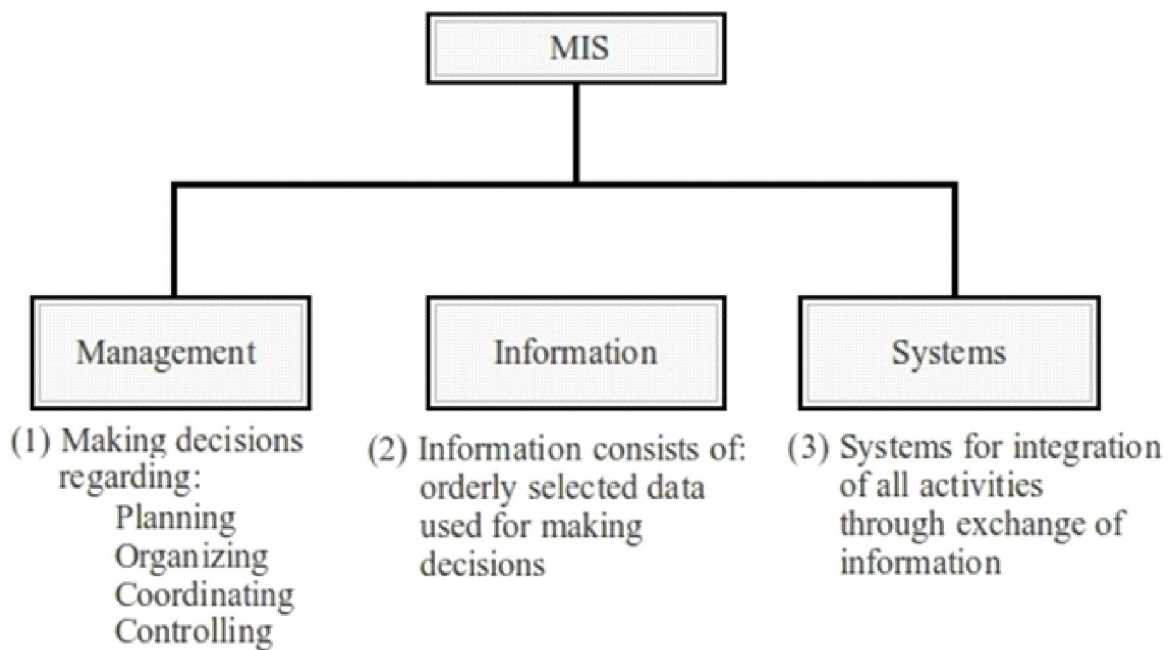 MIS
Management
Information
Systems
(1) Making decisions
regarding:
Planning
Organizing
Coordinating
Controlling
(2) Information consists of:
orderly selected data
used for making
decisions
(3) Systems for integration
of all activities
through exchange of
information